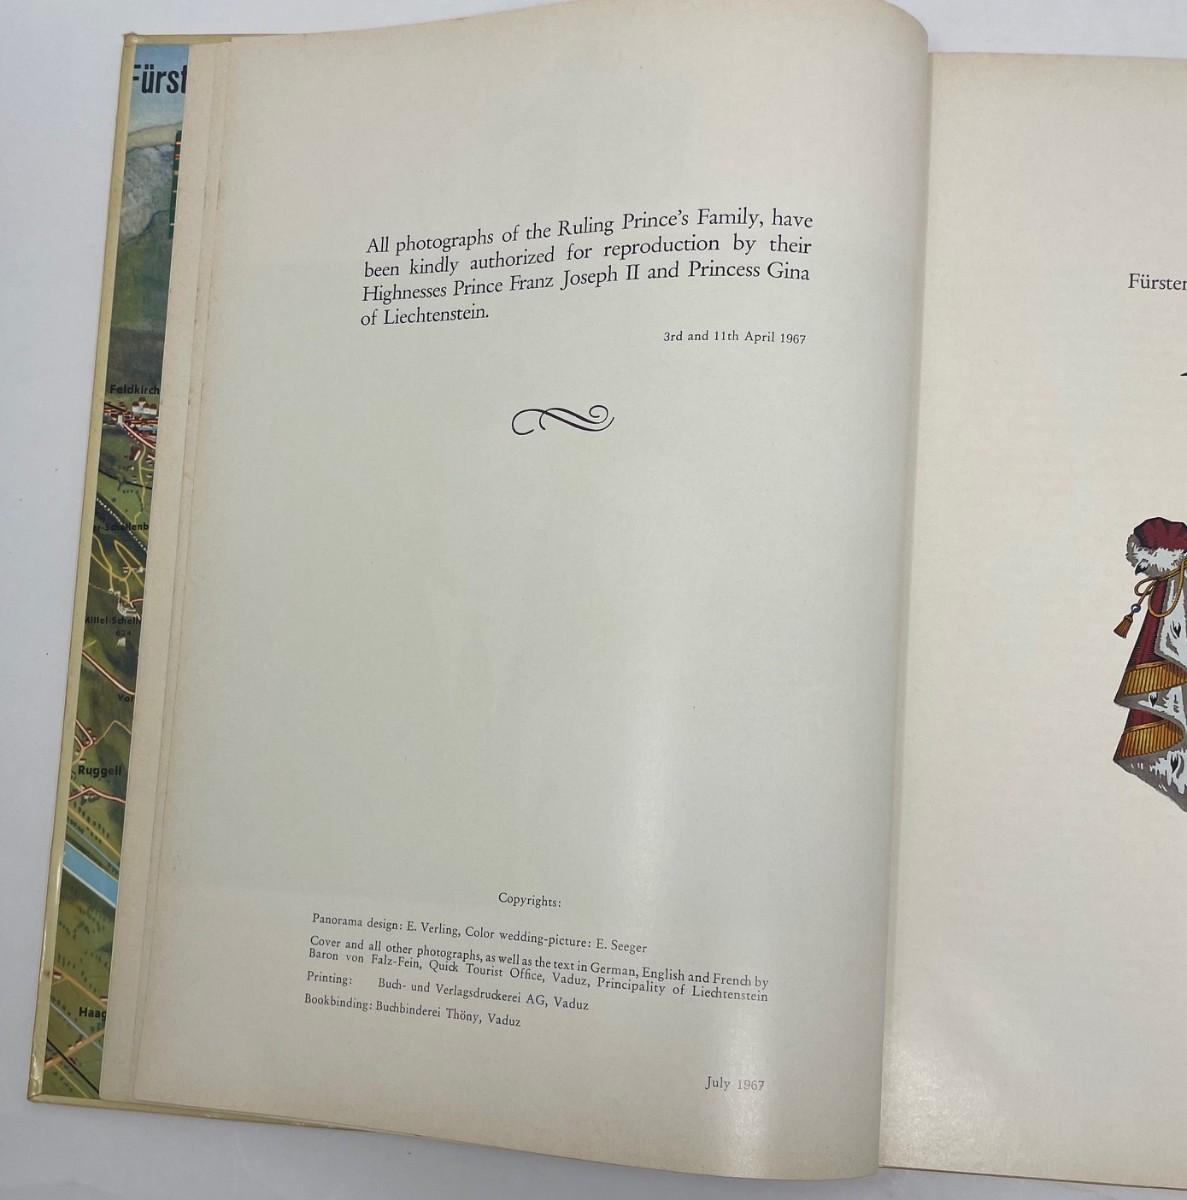 Fürst
Feldkirch
Ruggell
Haag
All photographs of the Ruling Prince's Family, have
been kindly authorized for reproduction by their
Highnesses Prince Franz Joseph II and Princess Gina
of Liechtenstein.
3rd and 11th April 1967
Copyrights:
Panorama design: E. Verling, Color wedding-picture: E. Seeger
Cover and all other photographs, as well as the text in German, English and French by
Baron von Falz-Fein, Quick Tourist Office, Vaduz, Principality of Liechtenstein
Printing: Buch- und Verlagsdruckerei AG, Vaduz
Bookbinding: Buchbinderei Thöny, Vaduz
July 1967
Fürsten